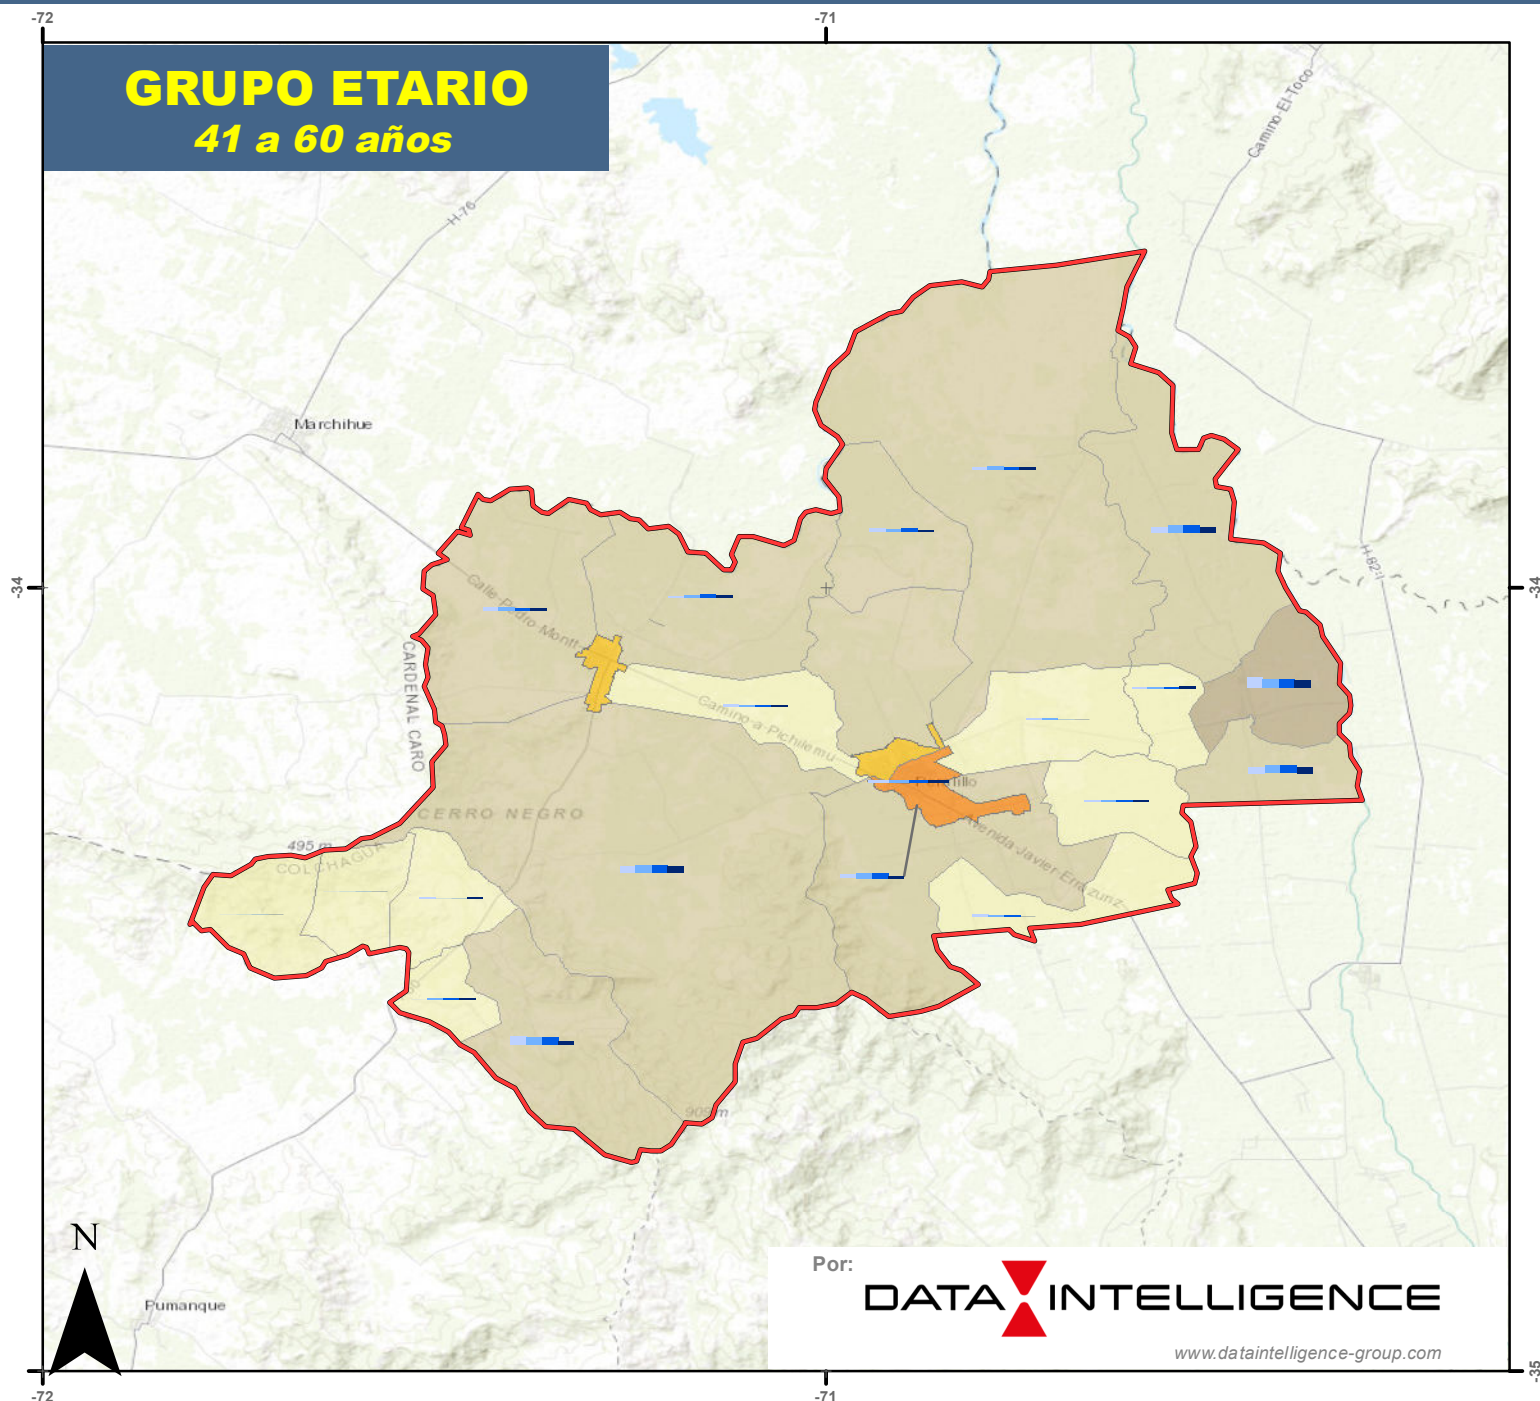 -72
-71
GRUPO ETARIO
41 a 60 años
Camino-El-Toco
H-76
Marchihue
H-82-I
-34
-34
Calle-Pedro-Montt
CARDENAL CARO
Camino-a-Pichilemu
CERRO NEGRO
495 m
COLCHAGUA
Avenida-Javier-Errázuriz
905 m
N
Pumanque
Por:
DATA INTELLIGENCE
www.dataintelligence-group.com
-35
-72
-71